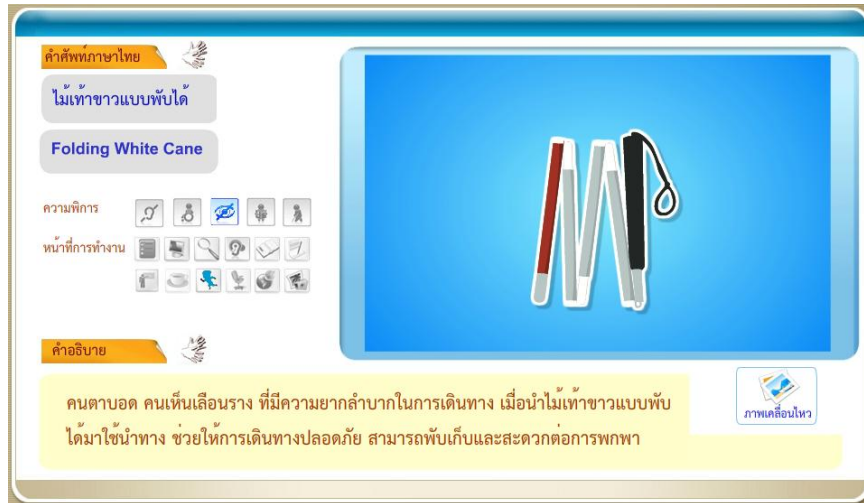 คำศัพท์ภาษาไทย
ไม้เท้าขาวแบบพับได้
Folding White Cane
ความพิการ
หน้าที่การทำงาน
คำอธิบาย
คนตาบอด คนเห็นเลือนราง ที่มีความยากลำบากในการเดินทาง เมื่อนำไม้เท้าขาวแบบพับ
ได้มาใช้นำทาง ช่วยให้การเดินทางปลอดภัย สามารถพับเก็บและสะดวกต่อการพกพา
ภาพเคลื่อนไหว